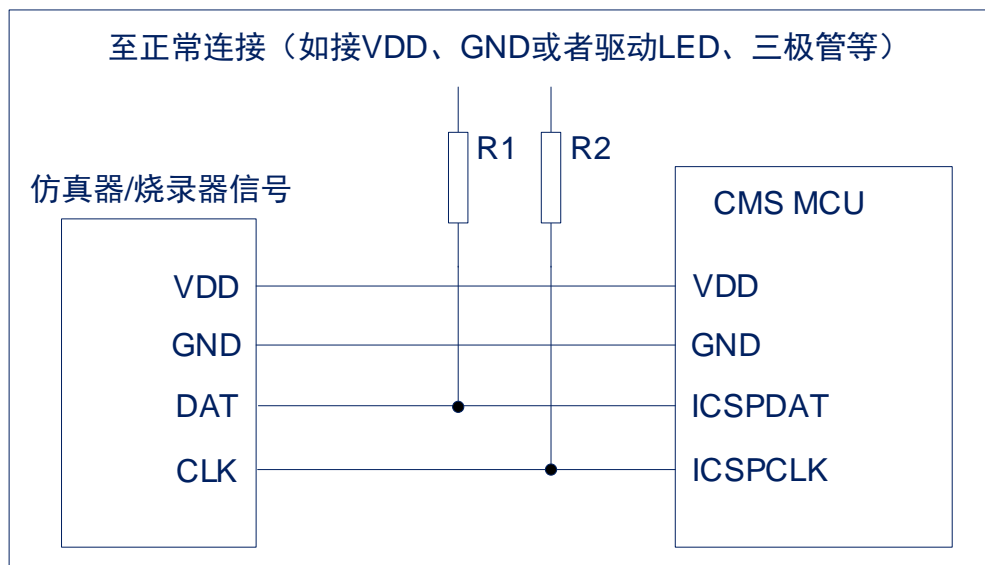 至正常连接（如接VDD、GND或者驱动LED、三极管等）
R1
R2
仿真器/烧录器信号
CMS MCU
VDD
VDD
GND
GND
DAT
ICSPDAT
CLK
ICSPCLK